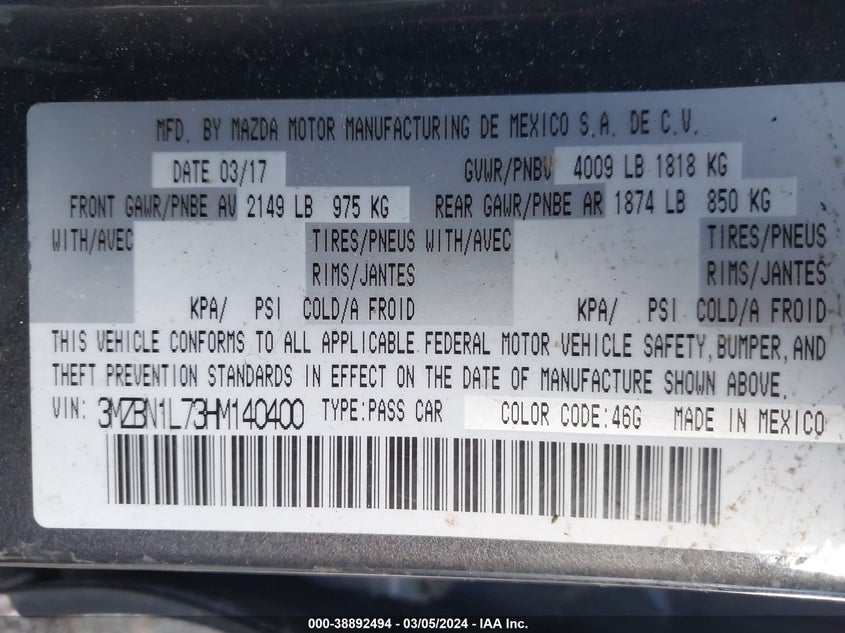 MFD. BY MAZDA MOTOR MANUFACTURING DE MEXICO S.A. DE C.V.
DATE 03/17 GVWR/PNBV 4009 LB 1818 KG
FRONT GAWR/PNBE AV 2149 LB 975 KG REAR GAWR/PNBE AR 1874 LB 850 KG
WITH/AVEC TIRES/PNEUS WITH/AVEC TIRES/PNEUS
RIMS/JANTES RIMS/JANTES
KPA/ PSI COLD/A FROID KPA/ PSI COLD/A FROID
THIS VEHICLE CONFORMS TO ALL APPLICABLE FEDERAL MOTOR VEHICLE SAFETY, BUMPER, AND
THEFT PREVENTION STANDARDS IN EFFECT ON THE DATE OF MANUFACTURE SHOWN ABOVE.
VIN: 3MZBN1L73HM140400 TYPE:PASS CAR COLOR CODE:46G MADE IN MEXICO
000-38892494 - 03/05/2024 - IAA Inc.